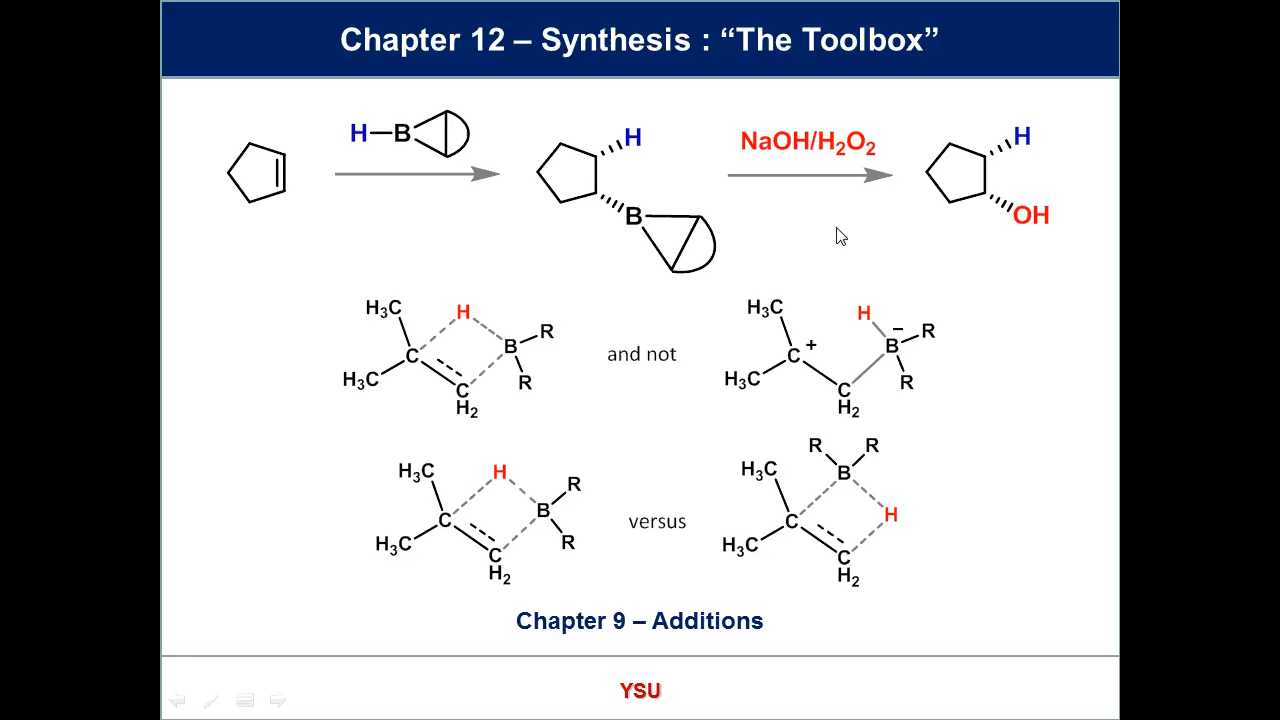 Chapter 12 – Synthesis : “The Toolbox”
H B
H
NaOH/H₂O₂
H
B
OH
H₃C H
C B R
H₃C
C R
H₂
and not
H₃C H
C + B – R
H₃C
C R
H₂
H₃C H
C B R
H₃C
C R
H₂
versus
R R
H₃C B
C H
H₃C
C
H₂
Chapter 9 – Additions
YSU